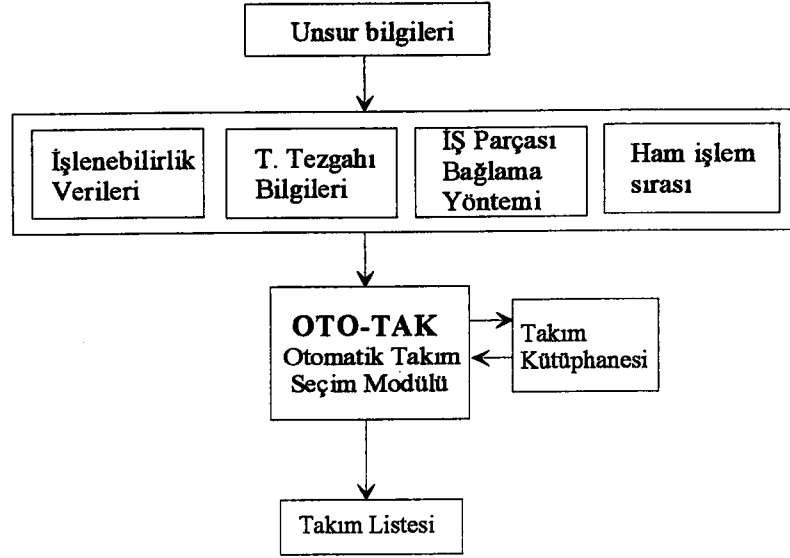 Unsur bilgileri
İşlenebilirlik
Verileri
T. Tezgahı
Bilgileri
İŞ Parçası
Bağlama
Yöntemi
Ham işlem
sırası
OTO-TAK
Otomatik Takım
Seçim Modülü
Takım
Kütüphanesi
Takım Listesi